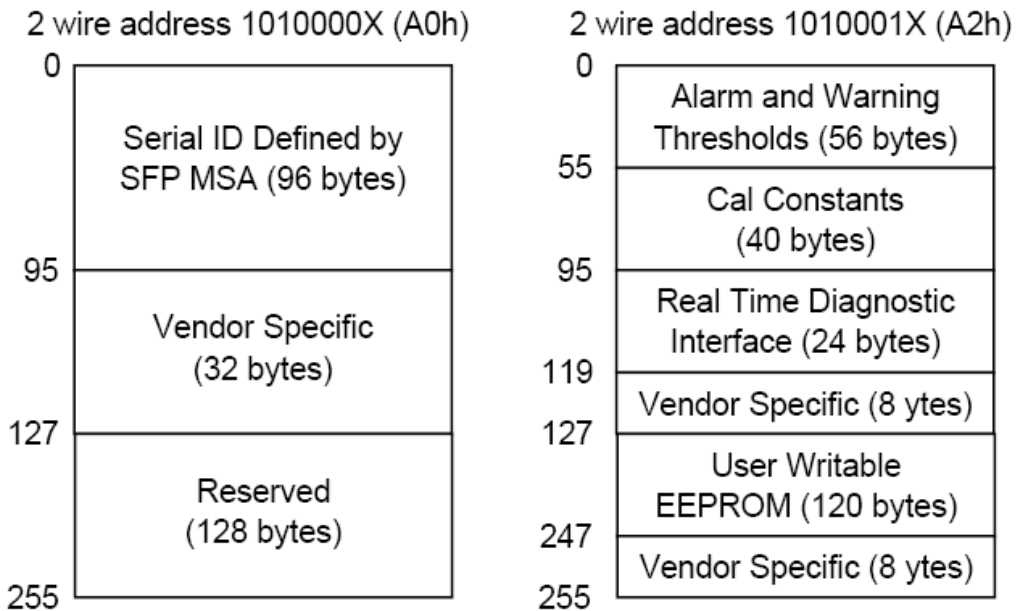 2 wire address 1010000X (A0h)
0
Serial ID Defined by
SFP MSA (96 bytes)
95
Vendor Specific
(32 bytes)
127
Reserved
(128 bytes)
255
2 wire address 1010001X (A2h)
0
Alarm and Warning
Thresholds (56 bytes)
55
Cal Constants
(40 bytes)
95
Real Time Diagnostic
Interface (24 bytes)
119
Vendor Specific (8 ytes)
127
User Writable
EEPROM (120 bytes)
247
Vendor Specific (8 ytes)
255